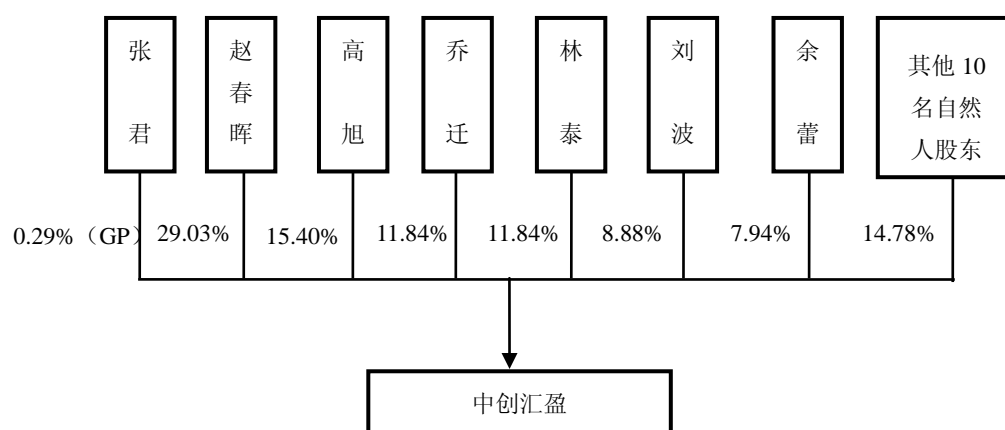 张君
赵春晖
高旭
乔迁
林泰
刘波
余蕾
其他 10
名自然
人股东
0.29%（GP）
29.03%
15.40%
11.84%
11.84%
8.88%
7.94%
14.78%
中创汇盈